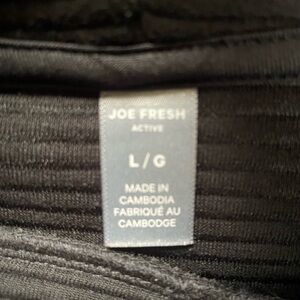 JOE FRESH
ACTIVE
L/G
MADE IN
CAMBODIA
FABRIQUÉ AU
CAMBODGE